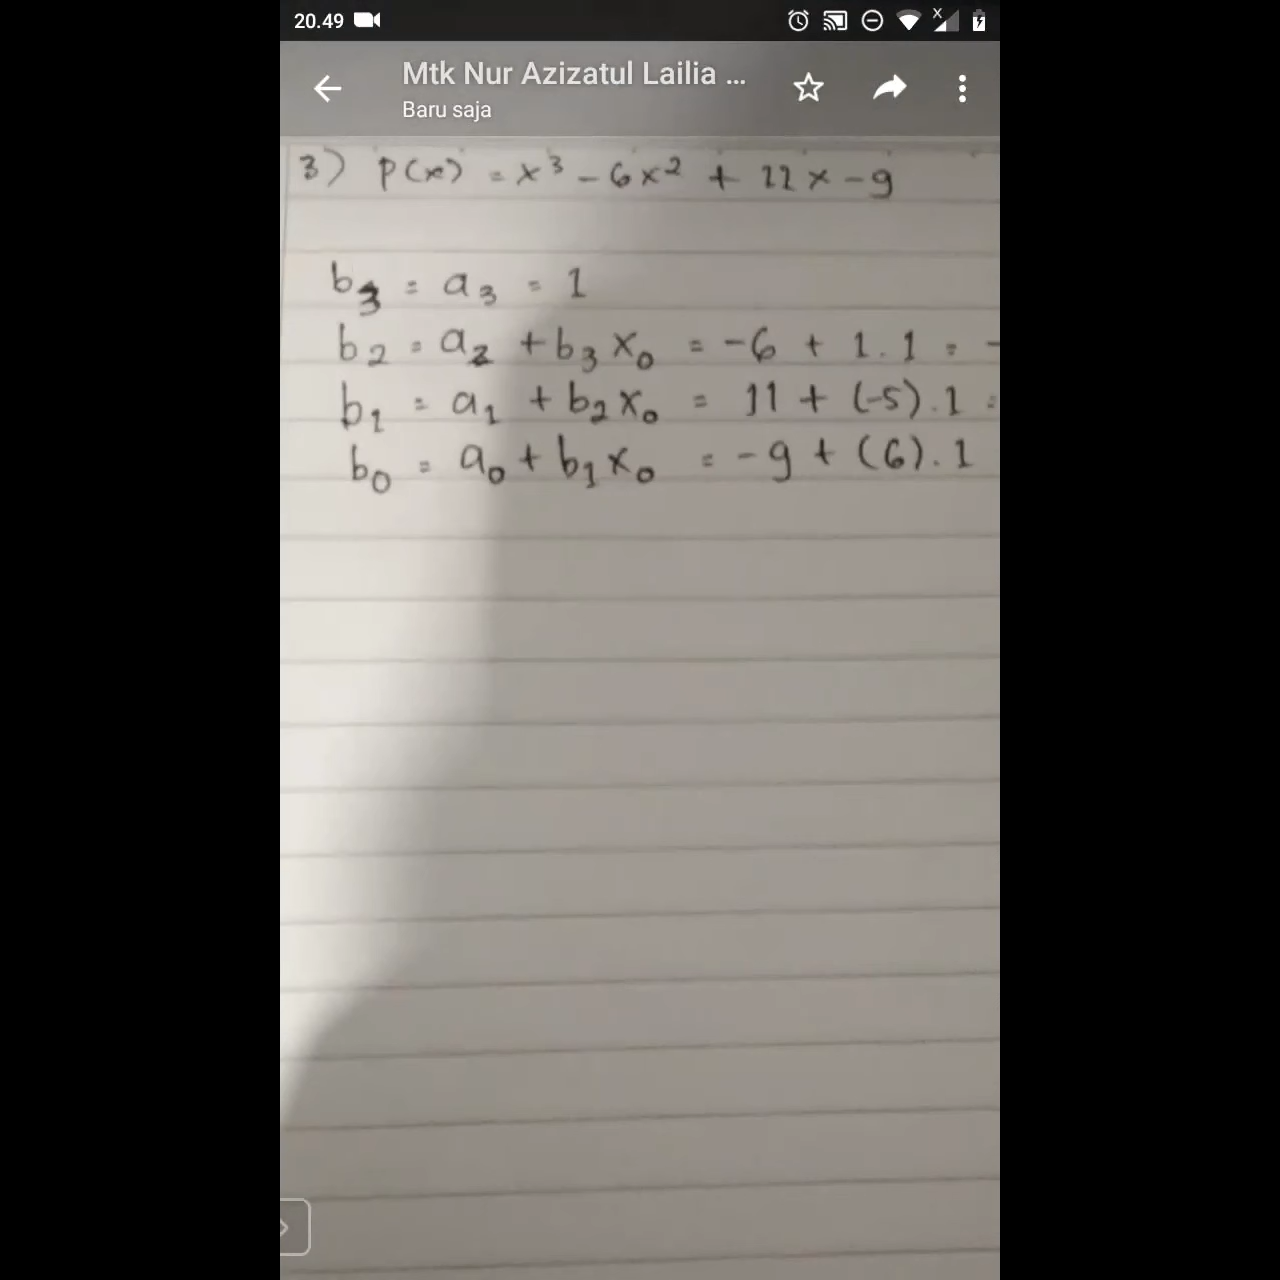 20.49
Mtk Nur Azizatul Lailia ...
Baru saja
3) p(x) = x³ - 6x² + 11x - 9
b₃ = a₃ = 1
b₂ = a₂ + b₃x₀ = -6 + 1.1 = -
b₁ = a₁ + b₂x₀ = 11 + (-5).1 =
b₀ = a₀ + b₁x₀ = -9 + (6).1